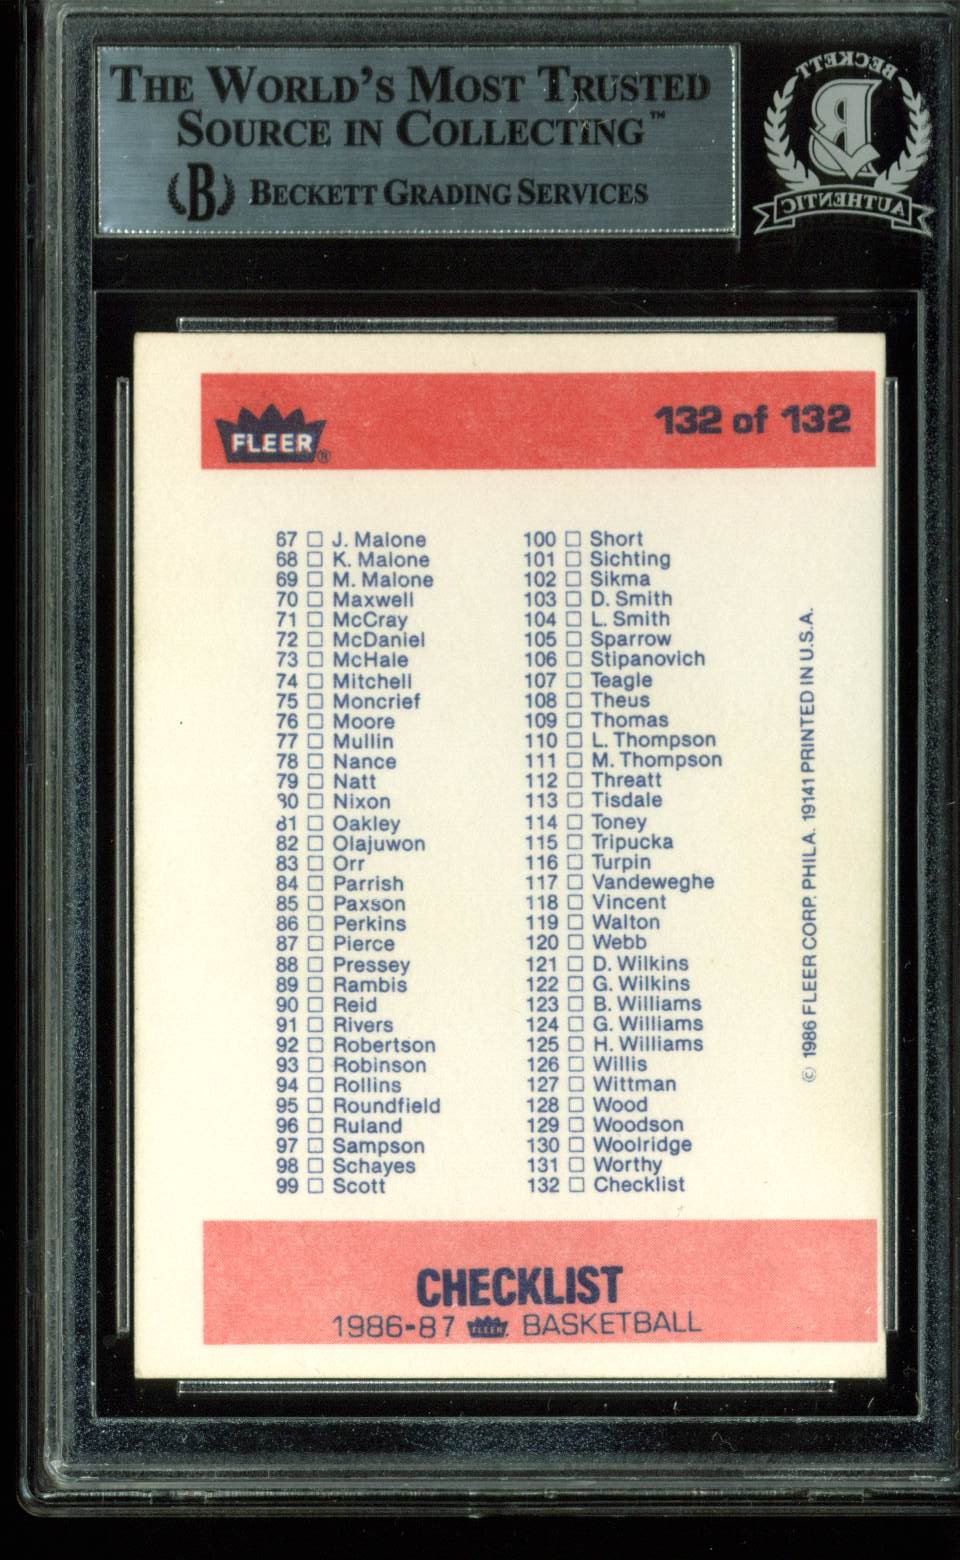 THE WORLD'S MOST TRUSTED
SOURCE IN COLLECTING™
B BECKETT GRADING SERVICES
BECKETT
B
AUTHENTIC
FLEER®
132 of 132
67 □ J. Malone
68 □ K. Malone
69 □ M. Malone
70 □ Maxwell
71 □ McCray
72 □ McDaniel
73 □ McHale
74 □ Mitchell
75 □ Moncrief
76 □ Moore
77 □ Mullin
78 □ Nance
79 □ Natt
80 □ Nixon
81 □ Oakley
82 □ Olajuwon
83 □ Orr
84 □ Parrish
85 □ Paxson
86 □ Perkins
87 □ Pierce
88 □ Pressey
89 □ Rambis
90 □ Reid
91 □ Rivers
92 □ Robertson
93 □ Robinson
94 □ Rollins
95 □ Roundfield
96 □ Ruland
97 □ Sampson
98 □ Schayes
99 □ Scott
100 □ Short
101 □ Sichting
102 □ Sikma
103 □ D. Smith
104 □ L. Smith
105 □ Sparrow
106 □ Stipanovich
107 □ Teagle
108 □ Theus
109 □ Thomas
110 □ L. Thompson
111 □ M. Thompson
112 □ Threatt
113 □ Tisdale
114 □ Toney
115 □ Tripucka
116 □ Turpin
117 □ Vandeweghe
118 □ Vincent
119 □ Walton
120 □ Webb
121 □ D. Wilkins
122 □ G. Wilkins
123 □ B. Williams
124 □ G. Williams
125 □ H. Williams
126 □ Willis
127 □ Wittman
128 □ Wood
129 □ Woodson
130 □ Woolridge
131 □ Worthy
132 □ Checklist
© 1986 FLEER CORP. PHILA. 19141 PRINTED IN U.S.A.
CHECKLIST
1986-87 FLEER BASKETBALL